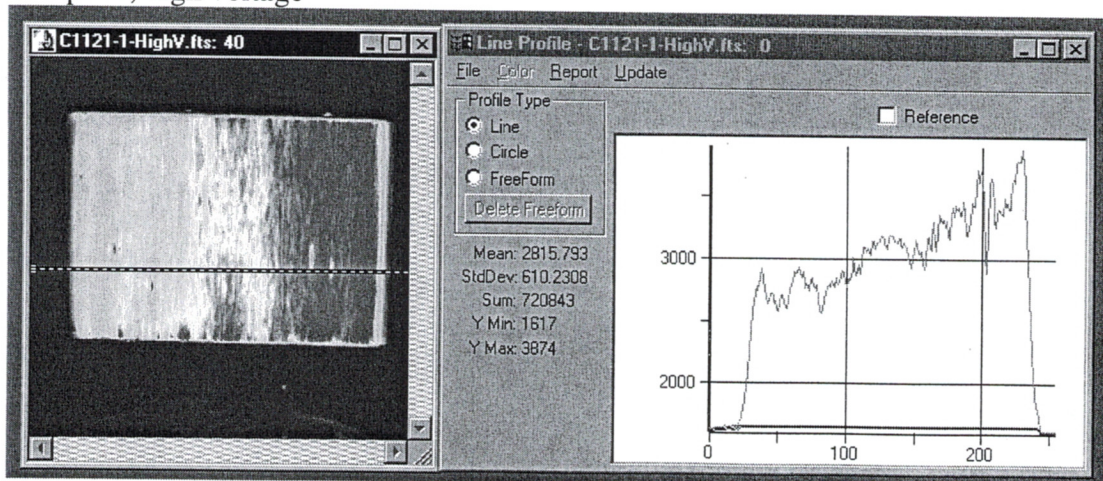 C1121-1-HighV.fts: 40
Line Profile - C1121-1-HighV.fts: 0
File Color Report Update
Profile Type
Line
Circle
FreeForm
Delete Freeform
Mean: 2815.793
StdDev: 610.2308
Sum: 720843
Y Min: 1617
Y Max: 3874
Reference
3000
2000
0 100 200